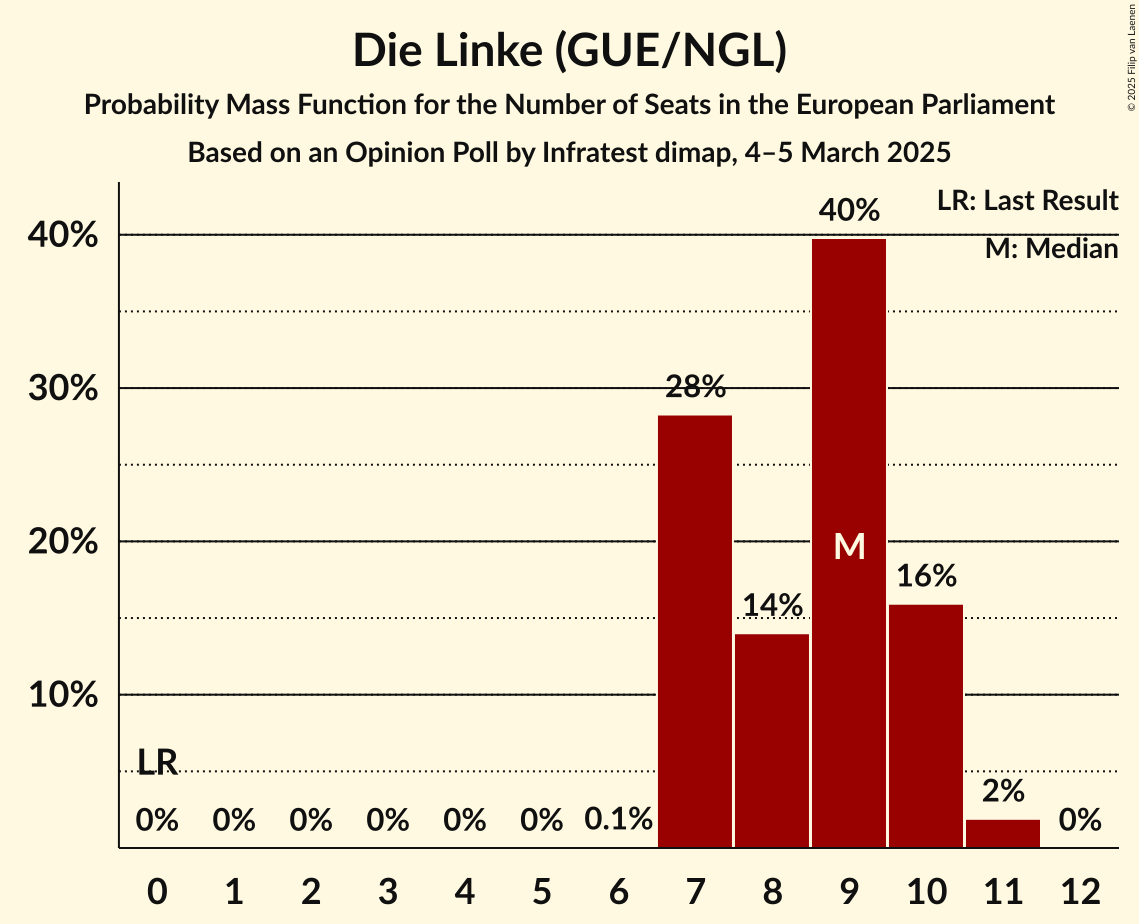 Die Linke (GUE/NGL)
Probability Mass Function for the Number of Seats in the European Parliament
Based on an Opinion Poll by Infratest dimap, 4–5 March 2025
© 2025 Filip van Laenen
LR: Last Result
M: Median
40%
30%
20%
10%
LR
0%
0%
0%
0%
0%
0%
0.1%
28%
14%
40%
M
16%
2%
0%
0 1 2 3 4 5 6 7 8 9 10 11 12